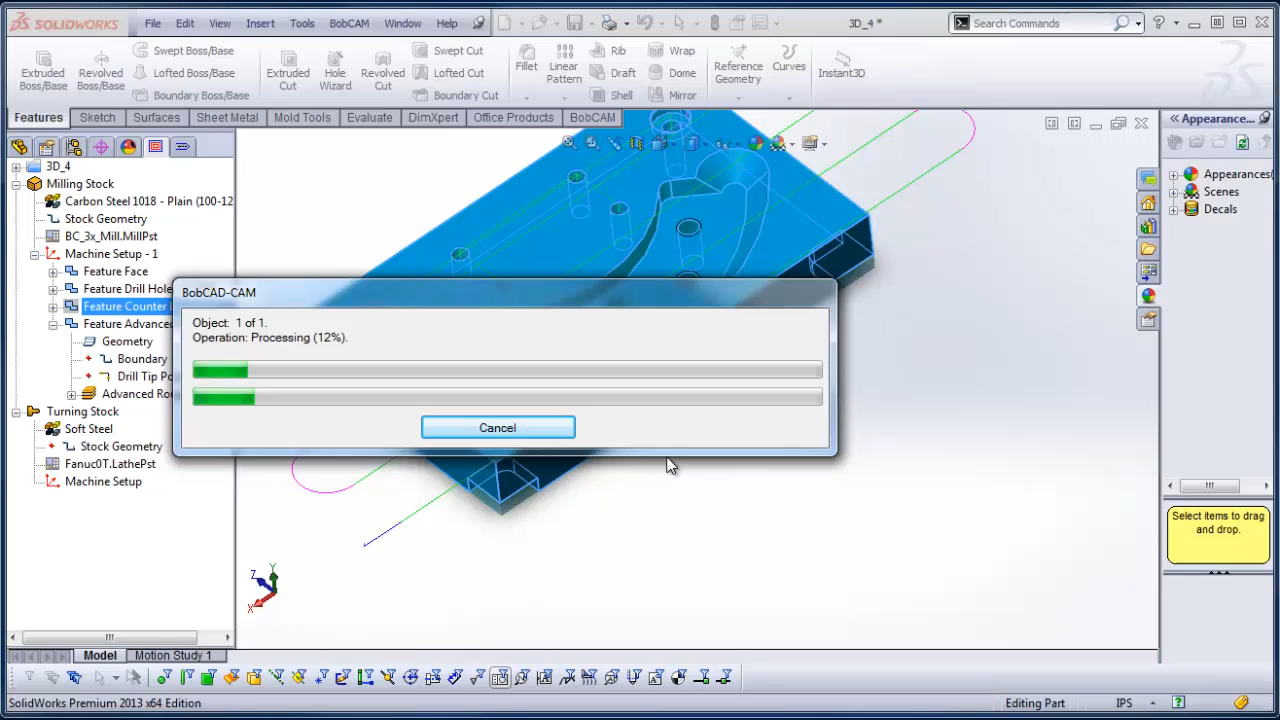 SOLIDWORKS File Edit View Insert Tools BobCAM Window Help 3D_4 * Search Commands
Extruded Boss/Base
Revolved Boss/Base
Swept Boss/Base
Lofted Boss/Base
Boundary Boss/Base
Extruded Cut
Hole Wizard
Revolved Cut
Swept Cut
Lofted Cut
Boundary Cut
Fillet
Linear Pattern
Rib
Draft
Shell
Wrap
Dome
Mirror
Reference Geometry
Curves
Instant3D
Features Sketch Surfaces Sheet Metal Mold Tools Evaluate DimXpert Office Products BobCAM
3D_4
Milling Stock
Carbon Steel 1018 - Plain (100-12
Stock Geometry
BC_3x_Mill.MillPst
Machine Setup - 1
Feature Face
Feature Drill Hole
Feature Counter
Feature Advanced
Geometry
Boundary
Drill Tip Po
Advanced Ro
Turning Stock
Soft Steel
Stock Geometry
Fanuc0T.LathePst
Machine Setup
BobCAD-CAM
Object: 1 of 1.
Operation: Processing (12%).
Cancel
Appearance...
Appearances(
Scenes
Decals
Select items to drag
and drop.
Z Y X
Model Motion Study 1
SolidWorks Premium 2013 x64 Edition Editing Part IPS